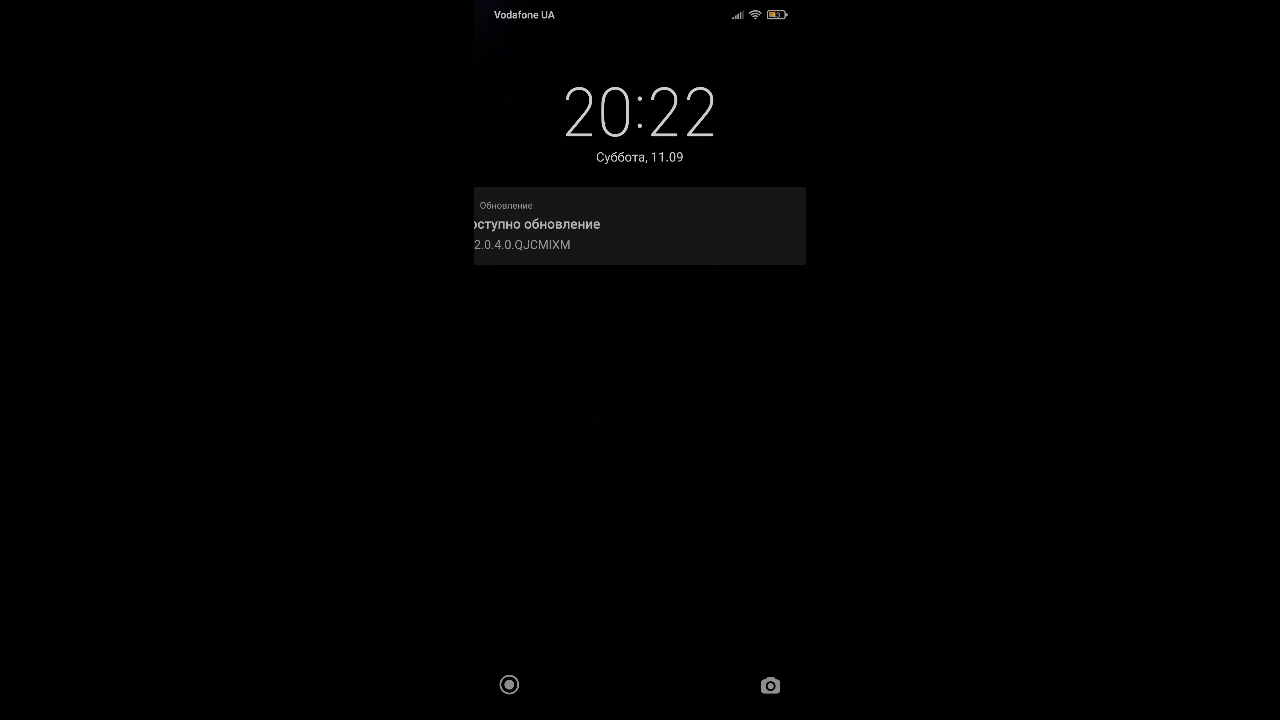 Vodafone UA
20:22
Суббота, 11.09
Обновление
оступно обновление
2.0.4.0.QJCMIXM